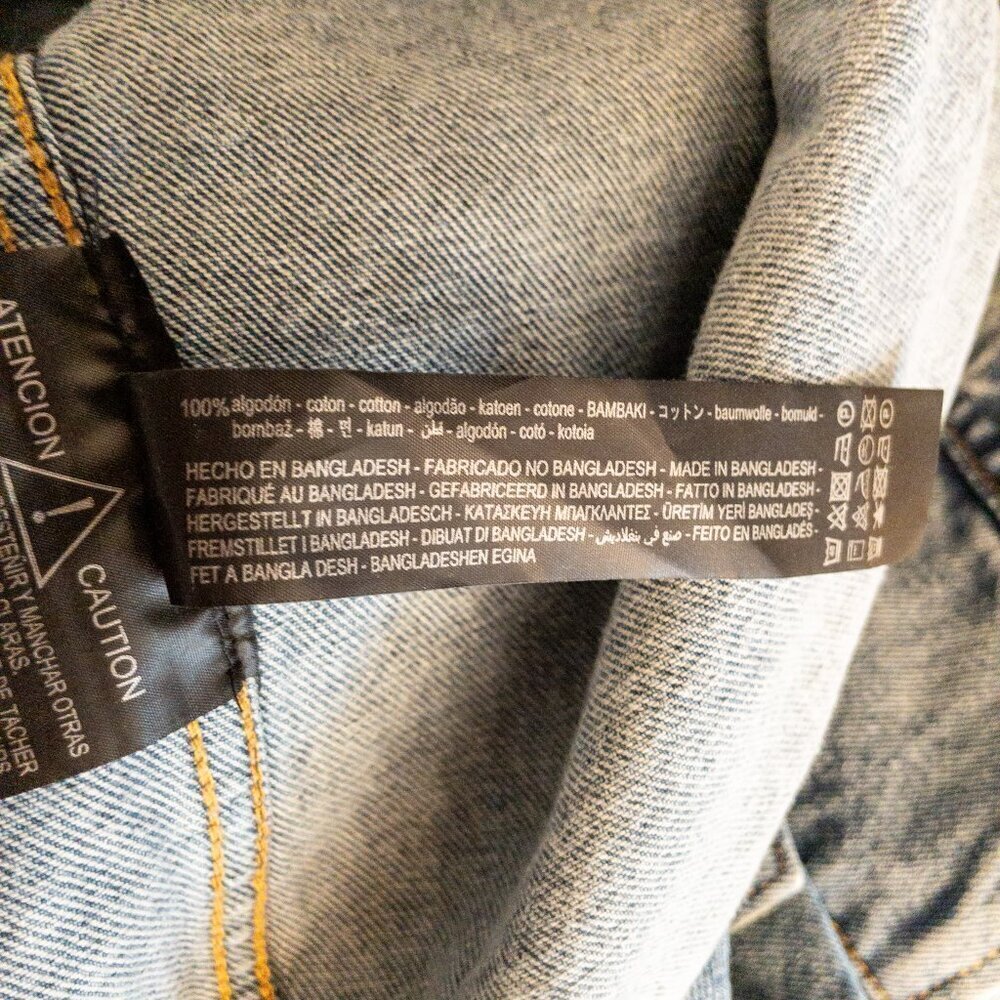 100% algodón - coton - cotton - algodão - katoen - cotone - BAMBAKI - コットン - baumwolle - bomuld -
bombaž - 棉 - 면 - katun - قطن - algodón - cotó - kotoia
HECHO EN BANGLADESH - FABRICADO NO BANGLADESH - MADE IN BANGLADESH -
FABRIQUÉ AU BANGLADESH - GEFABRICEERD IN BANGLADESH - FATTO IN BANGLADESH -
HERGESTELLT IN BANGLADESCH - ΚΑΤΑΣΚΕΥΗ ΜΠΑΓΚΛΑΝΤΕΣ - ÜRETİM YERİ BANGLADEŞ -
FREMSTILLET I BANGLADESH - DIBUAT DI BANGLADESH - صنع في بنغلاديش - FEITO EN BANGLADÉS -
FET A BANGLA DESH - BANGLADESHEN EGINA
ATENCION
!
CAUTION
DESTEÑIR Y MANCHAR OTRAS
CLARAS.
DE TACHER